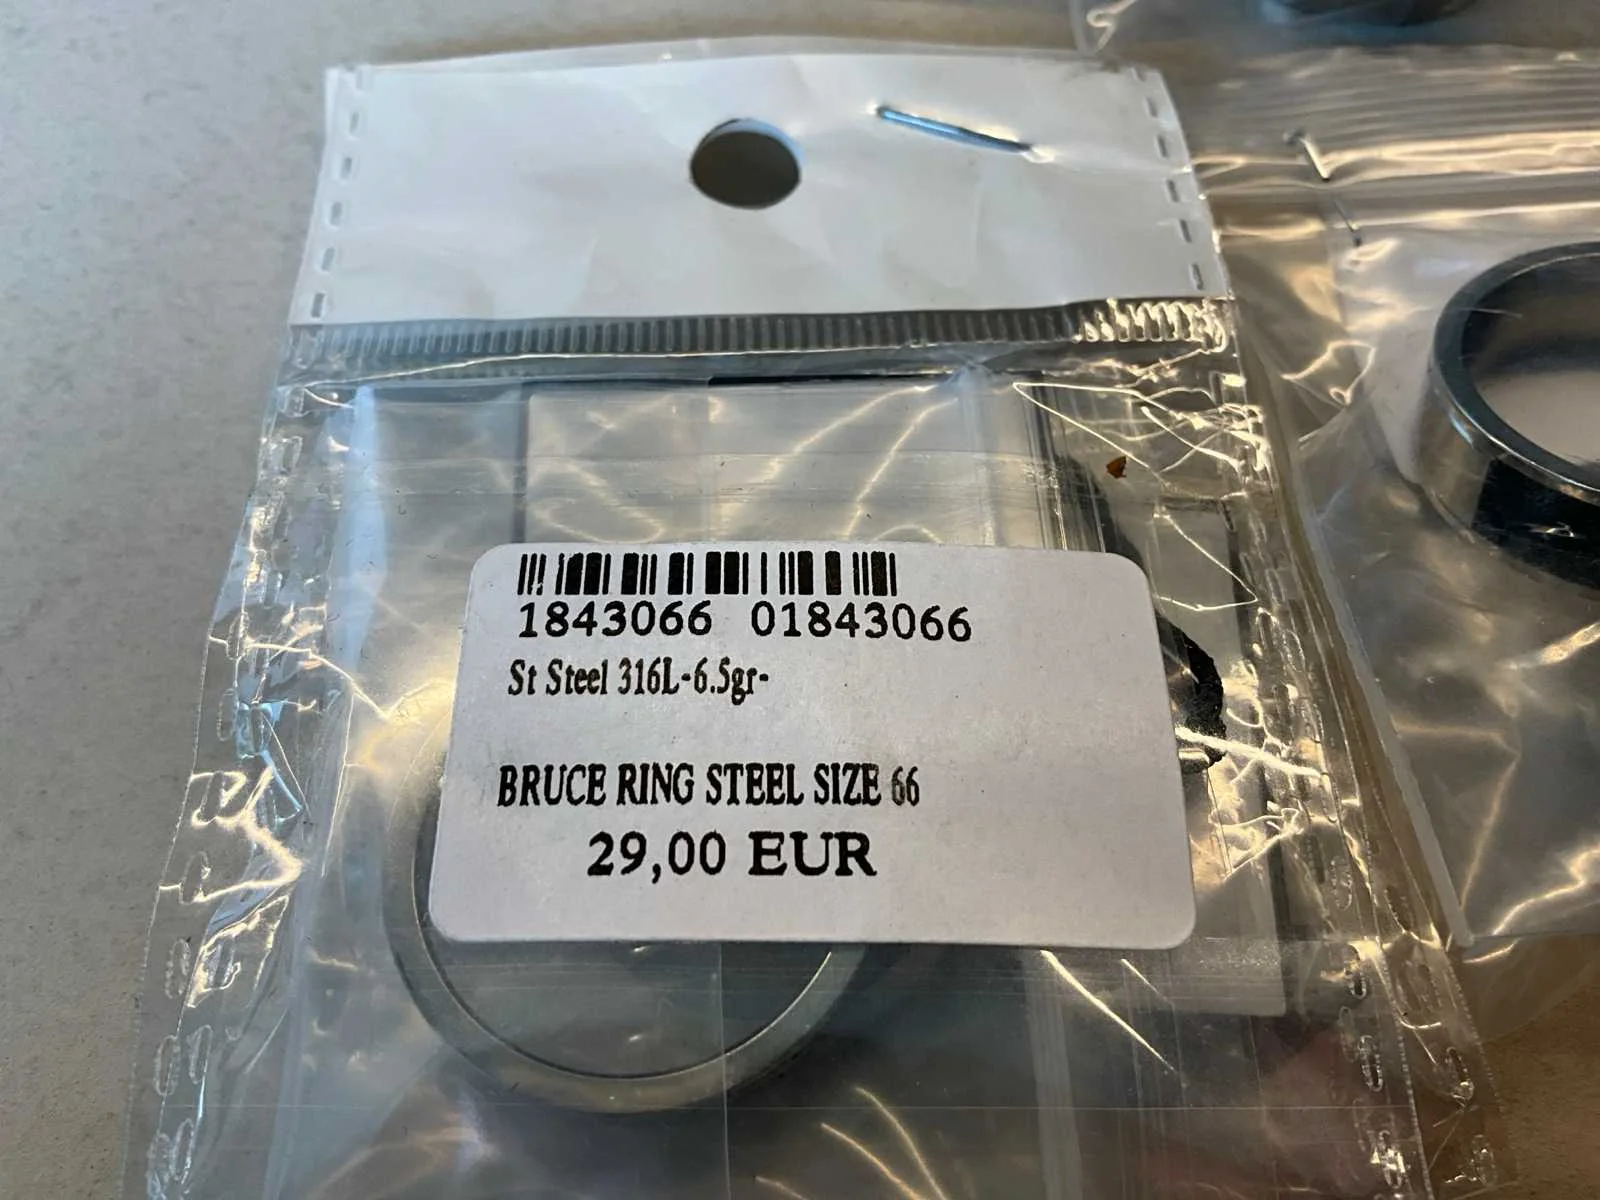 1843066 01843066
St Steel 316L-6.5gr-
BRUCE RING STEEL SIZE 66
29,00 EUR